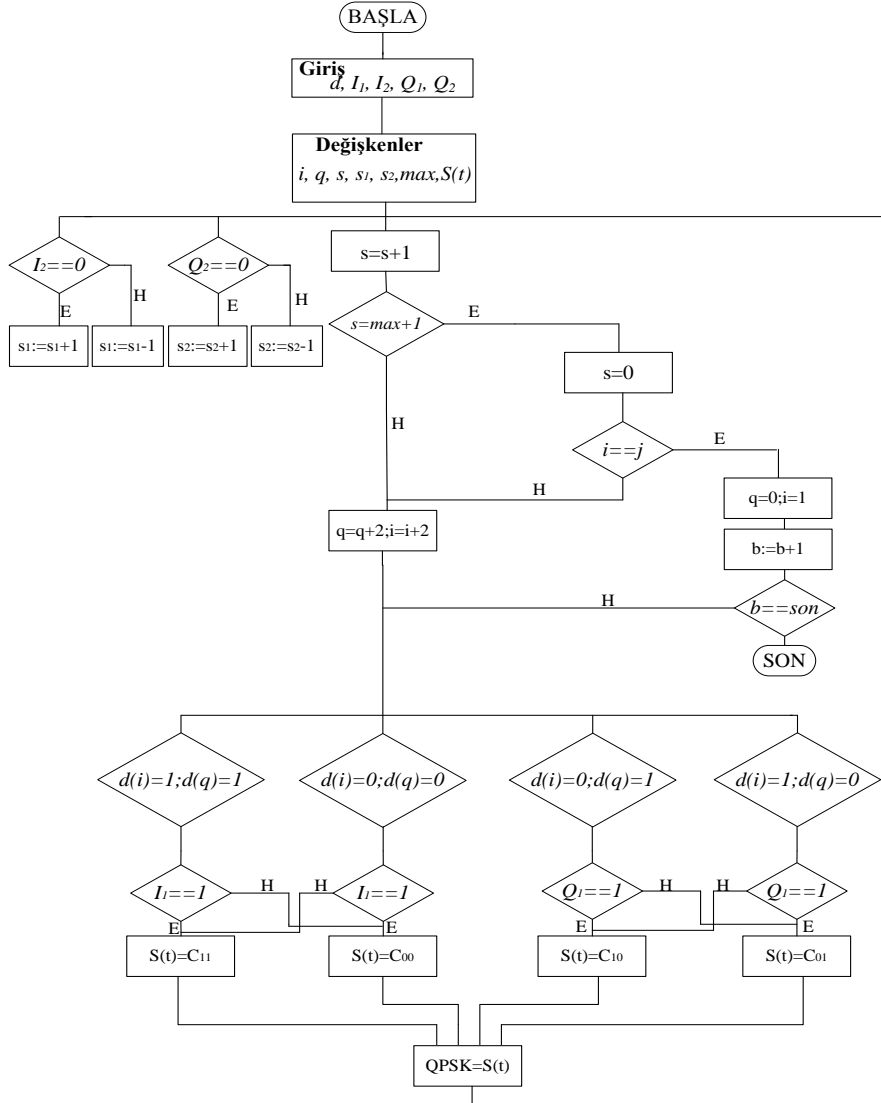 BAŞLA
Giriş
d, I₁, I₂, Q₁, Q₂
Değişkenler
i, q, s, s₁, s₂,max,S(t)
I₂==0
Q₂==0
s=s+1
E
H
E
H
s₁:=s₁+1
s₁:=s₁-1
s₂:=s₂+1
s₂:=s₂-1
s=max+1
E
s=0
H
i==j
E
H
q=0;i=1
q=q+2;i=i+2
b:=b+1
H
b==son
SON
d(i)=1;d(q)=1
d(i)=0;d(q)=0
d(i)=0;d(q)=1
d(i)=1;d(q)=0
I₁==1
H
H
I₁==1
Q₁==1
H
H
Q₁==1
E
E
E
E
S(t)=C₁₁
S(t)=C₀₀
S(t)=C₁₀
S(t)=C₀₁
QPSK=S(t)